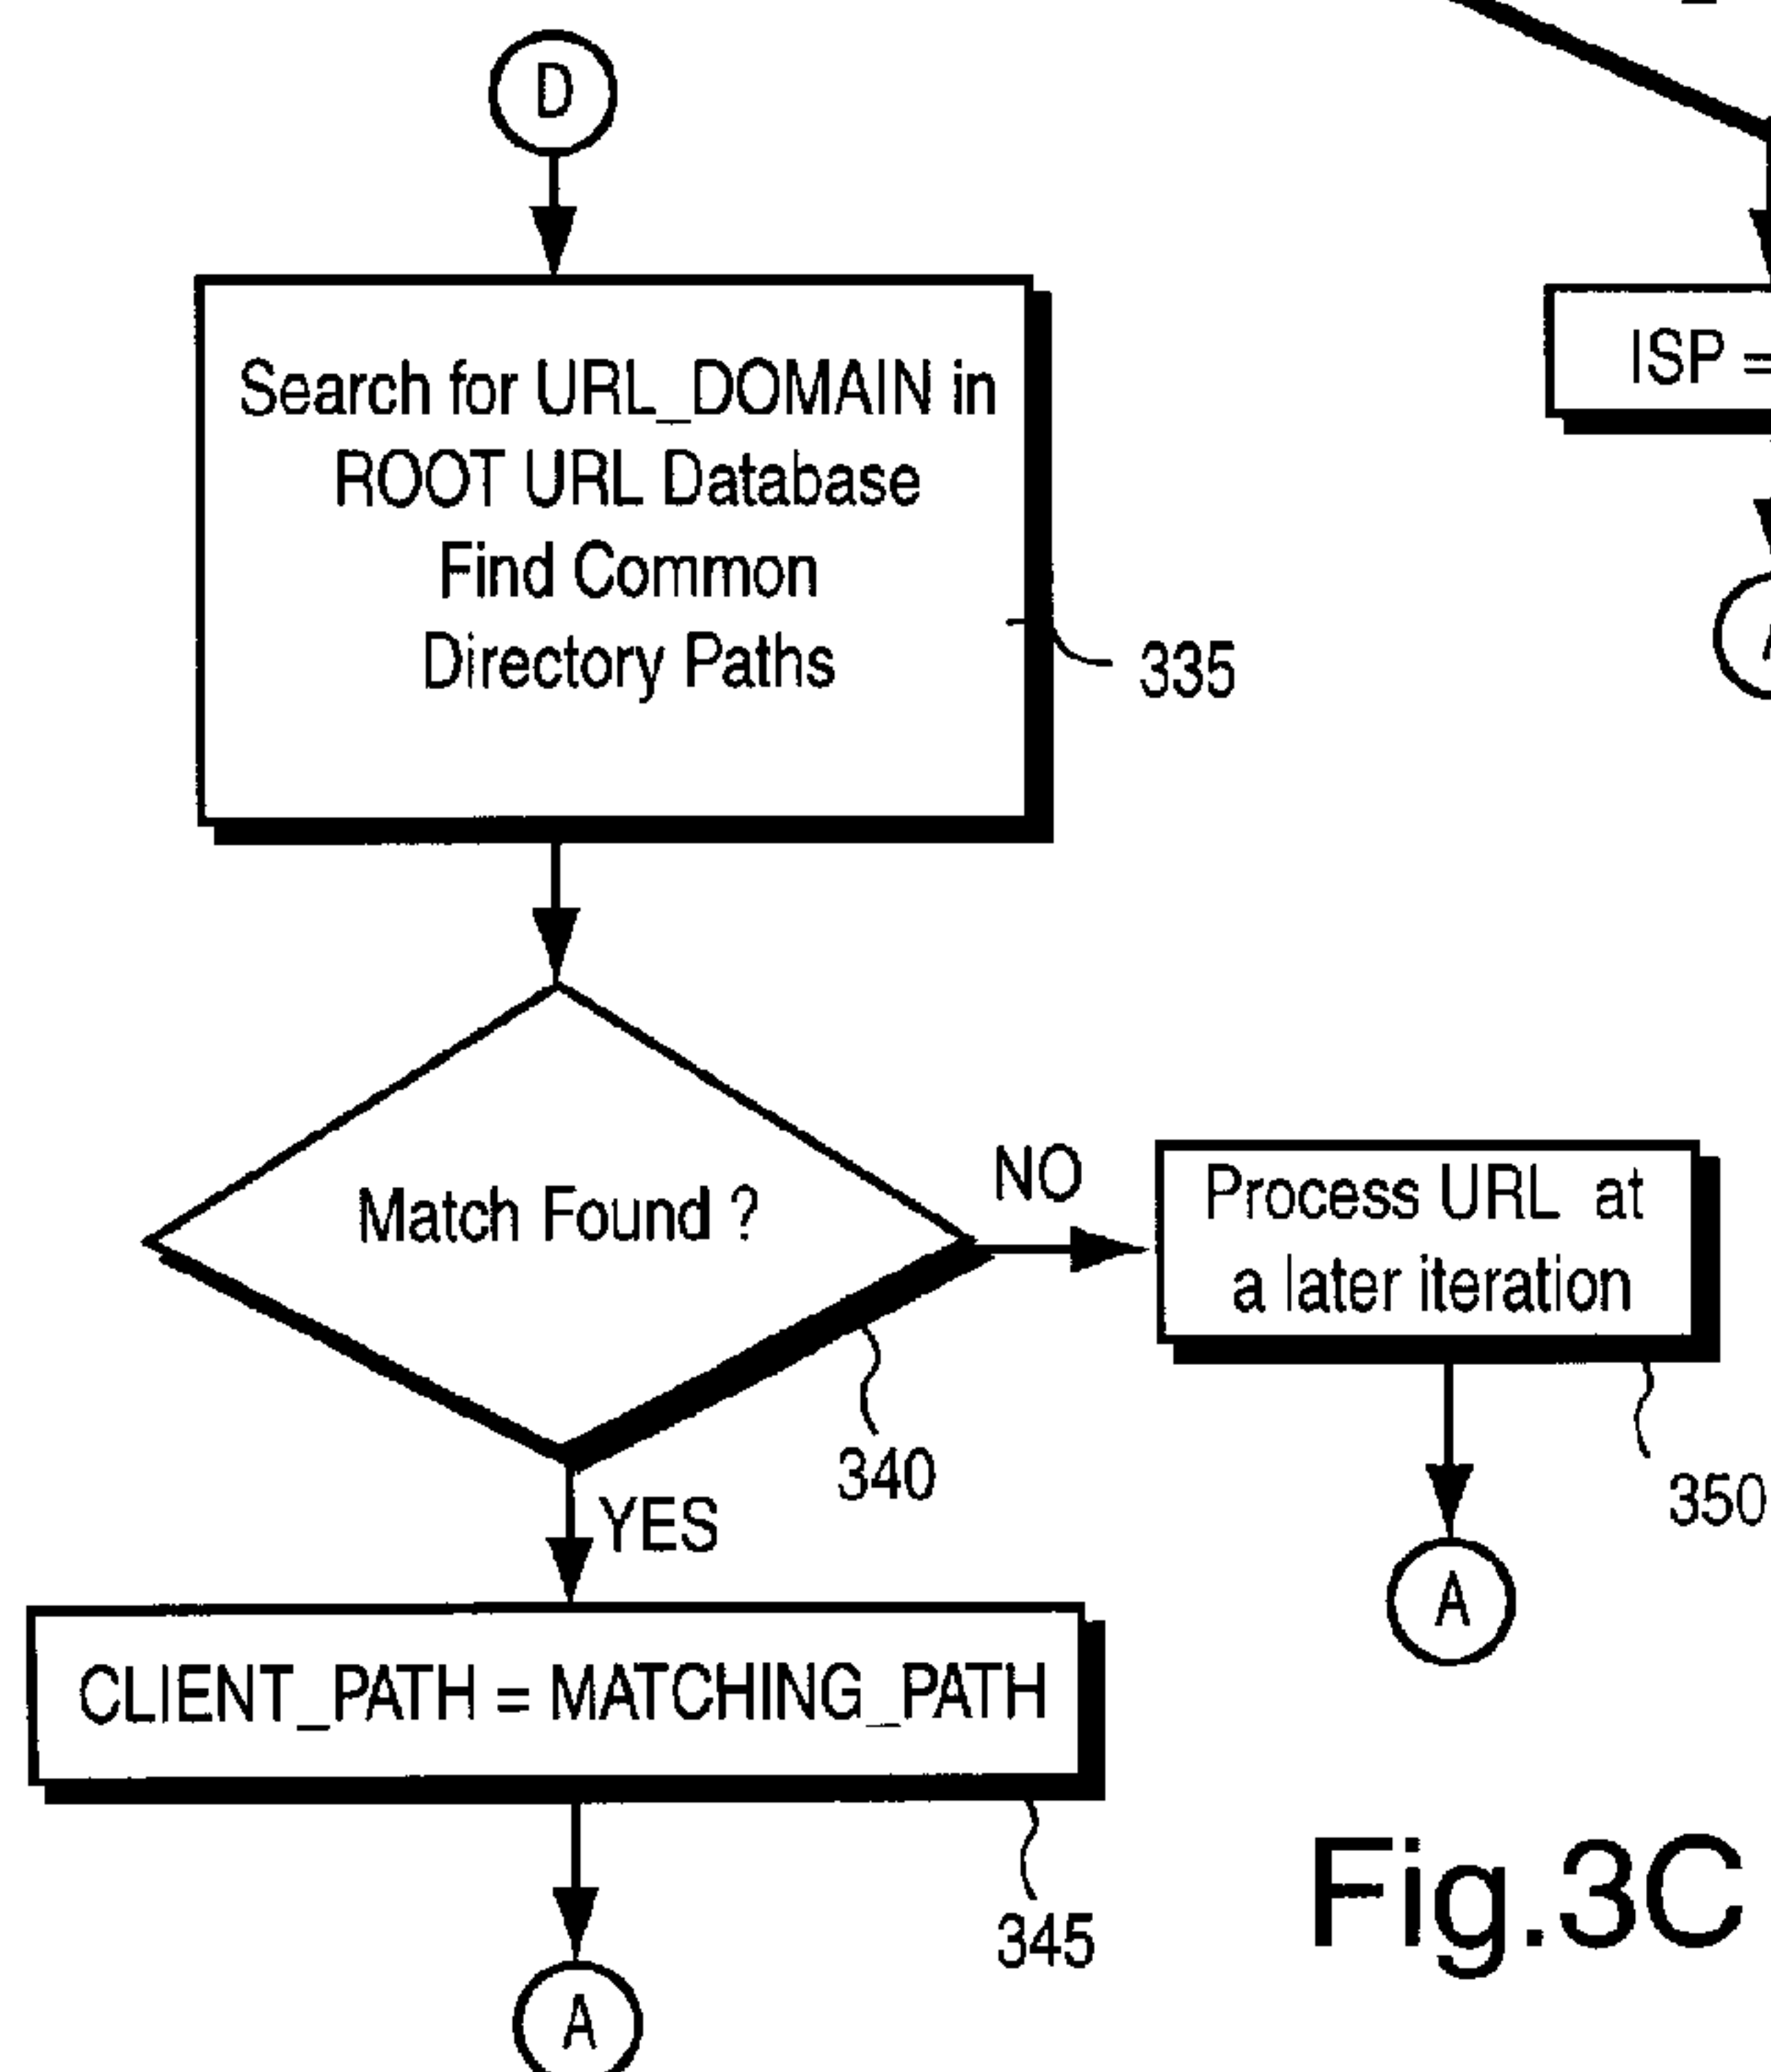 D
Search for URL_DOMAIN in
ROOT URL Database
Find Common
Directory Paths
335
ISP =
Match Found ?
NO
340
YES
Process URL at
a later iteration
350
A
CLIENT_PATH = MATCHING_PATH
345
A
Fig.3C